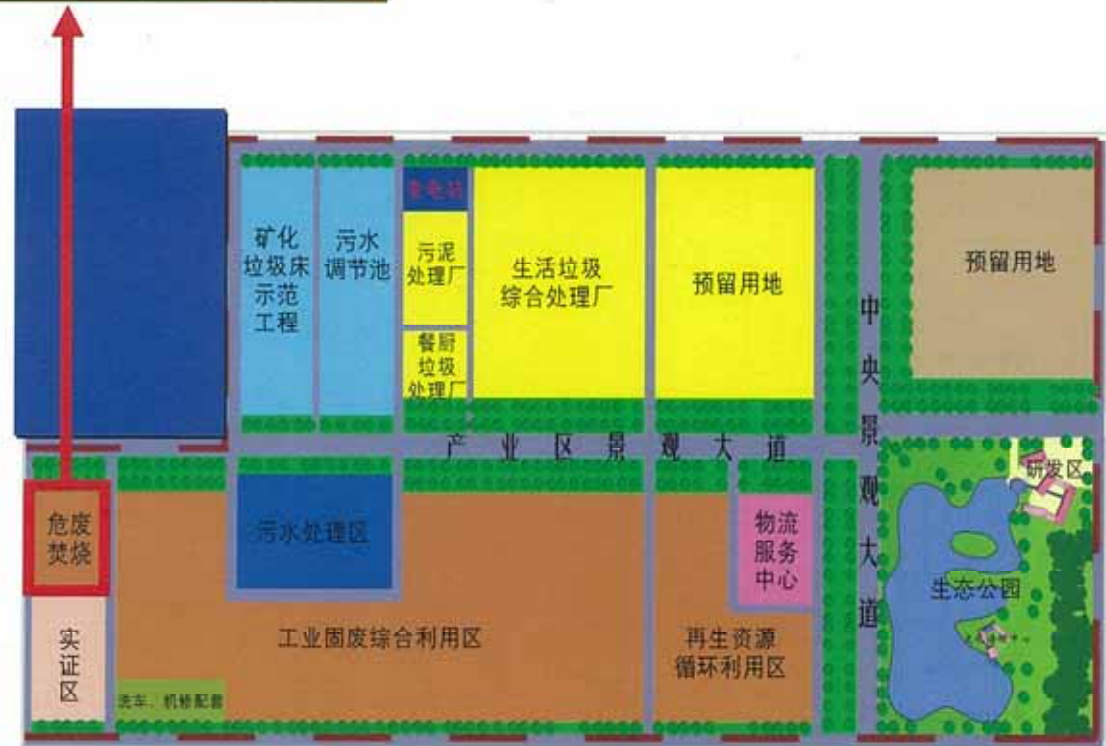 变电站
矿化
垃圾床
示范
工程
污水
调节池
污泥
处理厂
餐厨
垃圾
处理厂
生活垃圾
综合处理厂
预留用地
预留用地
中央景观大道
产业区景观大道
研发区
危废
焚烧
污水处理区
物流
服务
中心
生态公园
实证区
工业固废综合利用区
再生资源
循环利用区
洗车、机修配套